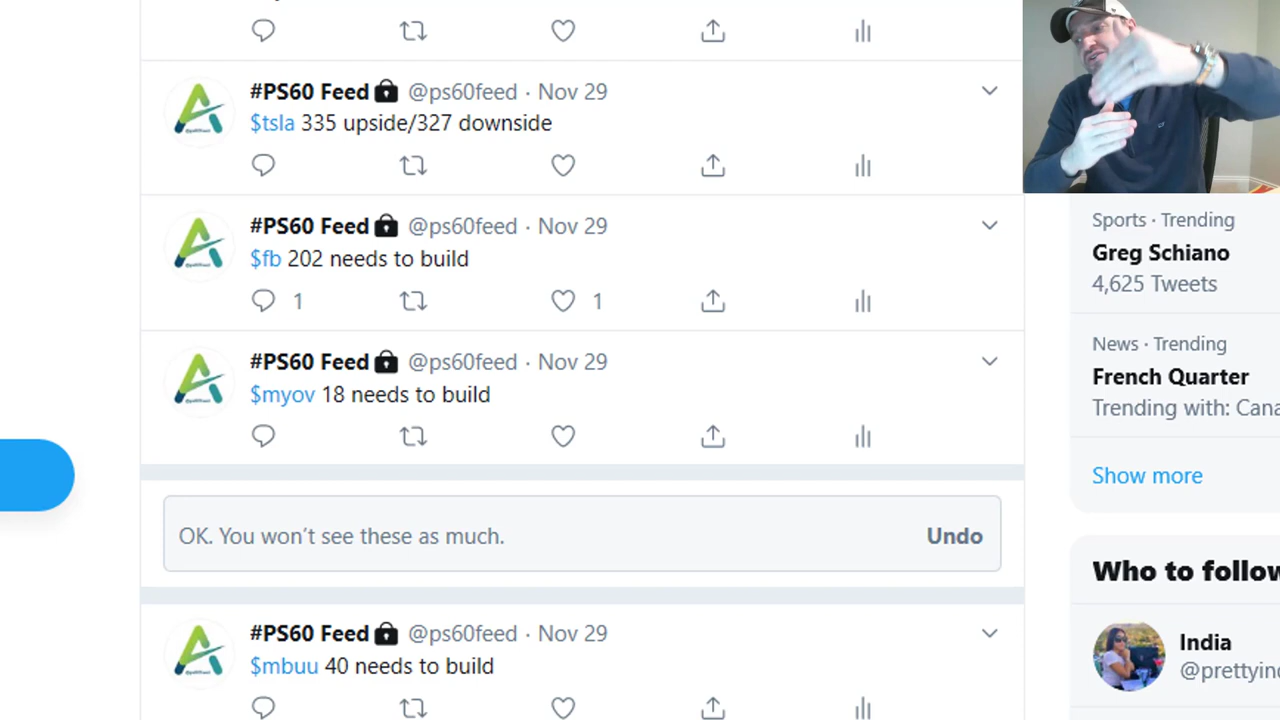 #PS60 Feed @ps60feed · Nov 29
$tsla 335 upside/327 downside
#PS60 Feed @ps60feed · Nov 29
$fb 202 needs to build
1 1
#PS60 Feed @ps60feed · Nov 29
$myov 18 needs to build
OK. You won't see these as much. Undo
#PS60 Feed @ps60feed · Nov 29
$mbuu 40 needs to build
Sports · Trending
Greg Schiano
4,625 Tweets
News · Trending
French Quarter
Trending with: Cana
Show more
Who to follow
India
@prettyind